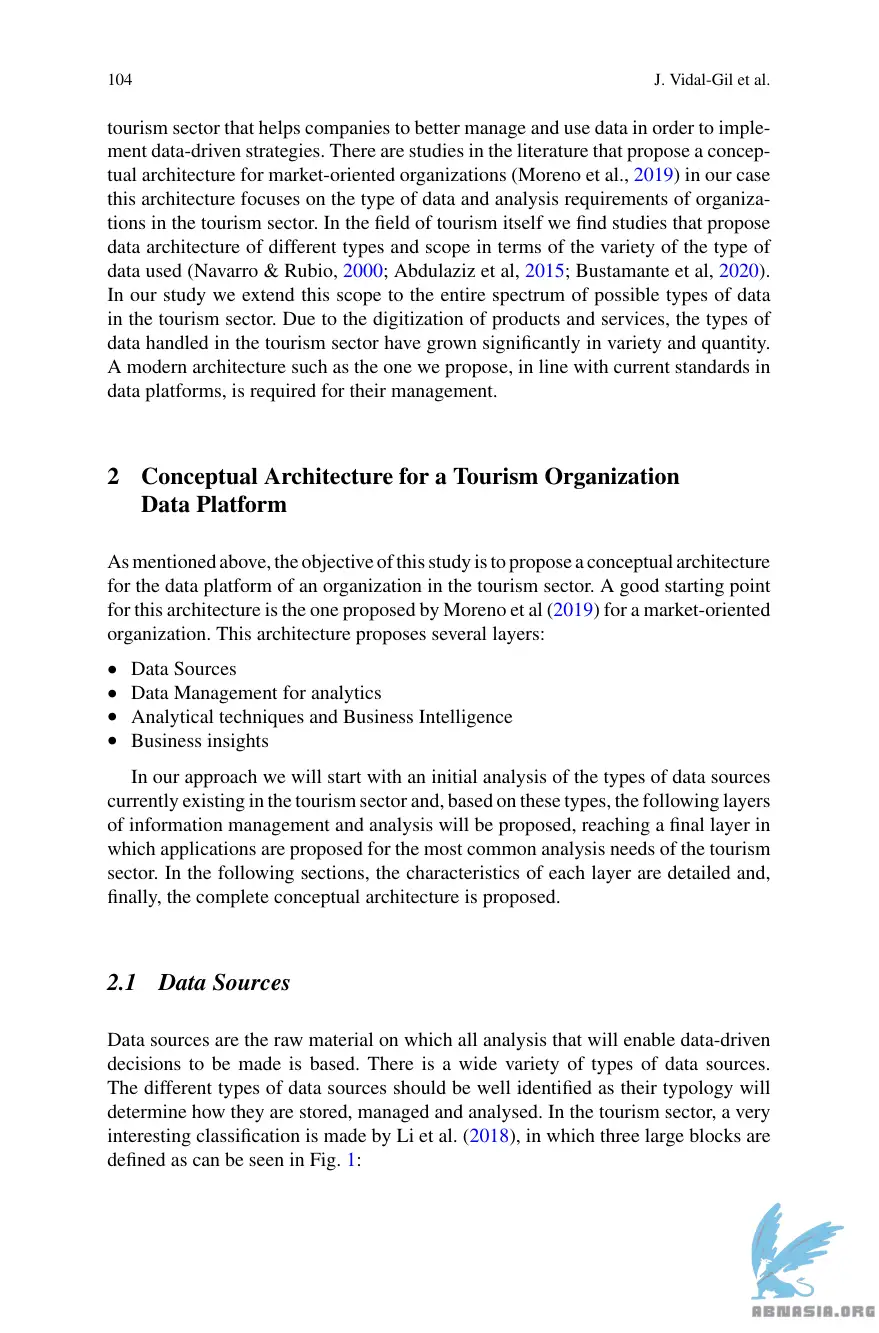 104 J. Vidal-Gil et al.
tourism sector that helps companies to better manage and use data in order to imple-
ment data-driven strategies. There are studies in the literature that propose a concep-
tual architecture for market-oriented organizations (Moreno et al., 2019) in our case
this architecture focuses on the type of data and analysis requirements of organiza-
tions in the tourism sector. In the field of tourism itself we find studies that propose
data architecture of different types and scope in terms of the variety of the type of
data used (Navarro & Rubio, 2000; Abdulaziz et al, 2015; Bustamante et al, 2020).
In our study we extend this scope to the entire spectrum of possible types of data
in the tourism sector. Due to the digitization of products and services, the types of
data handled in the tourism sector have grown significantly in variety and quantity.
A modern architecture such as the one we propose, in line with current standards in
data platforms, is required for their management.
2 Conceptual Architecture for a Tourism Organization
Data Platform
As mentioned above, the objective of this study is to propose a conceptual architecture
for the data platform of an organization in the tourism sector. A good starting point
for this architecture is the one proposed by Moreno et al (2019) for a market-oriented
organization. This architecture proposes several layers:
• Data Sources
• Data Management for analytics
• Analytical techniques and Business Intelligence
• Business insights
In our approach we will start with an initial analysis of the types of data sources
currently existing in the tourism sector and, based on these types, the following layers
of information management and analysis will be proposed, reaching a final layer in
which applications are proposed for the most common analysis needs of the tourism
sector. In the following sections, the characteristics of each layer are detailed and,
finally, the complete conceptual architecture is proposed.
2.1 Data Sources
Data sources are the raw material on which all analysis that will enable data-driven
decisions to be made is based. There is a wide variety of types of data sources.
The different types of data sources should be well identified as their typology will
determine how they are stored, managed and analysed. In the tourism sector, a very
interesting classification is made by Li et al. (2018), in which three large blocks are
defined as can be seen in Fig. 1:
ABNASIA.ORG